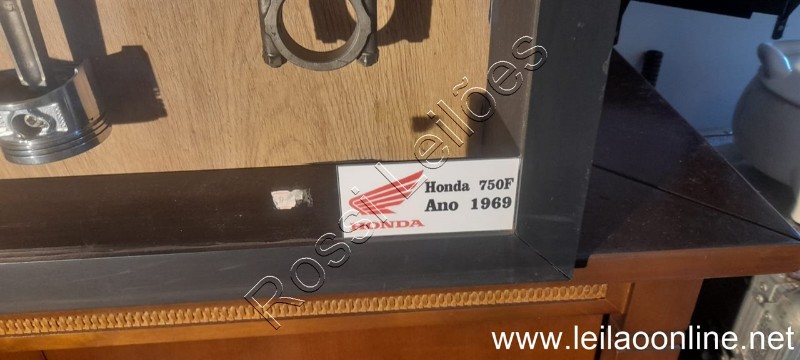 Rossi Leilões
Honda 750F
Ano 1969
HONDA
www.leilaoonline.net